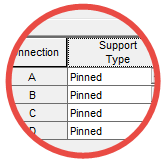 nnection Support Type
A Pinned
B Pinned
C Pinned
D Pinned